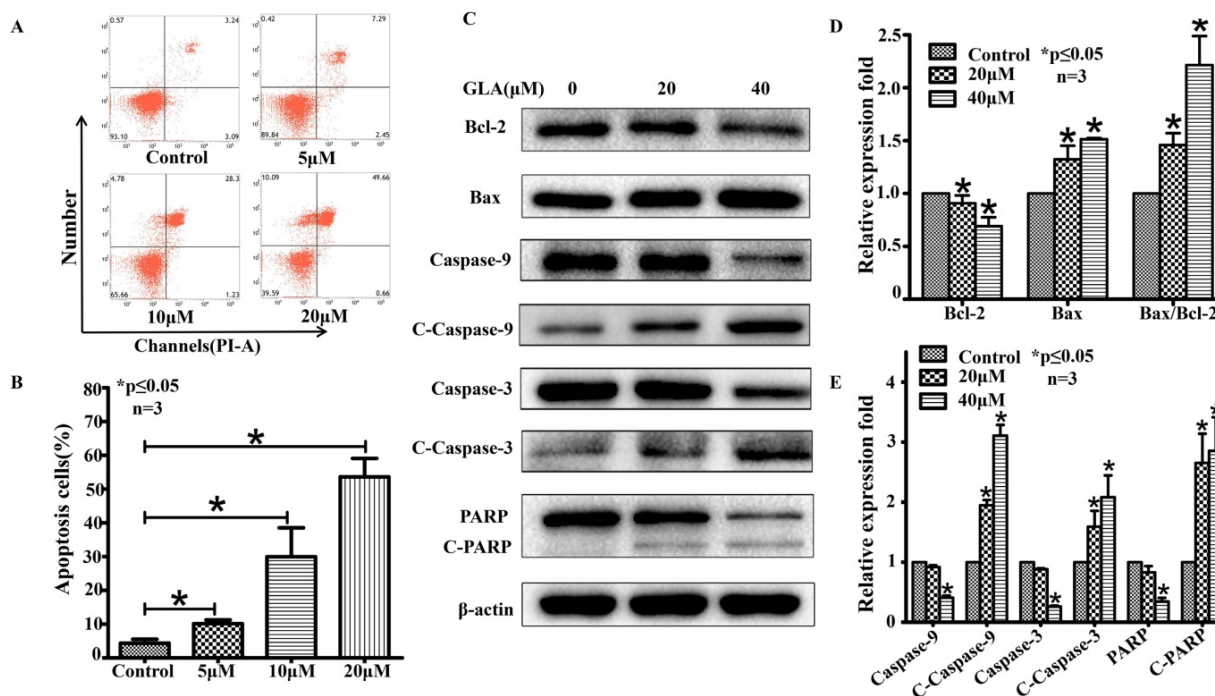 A
0.57 3.24
93.10 3.09
Control
0.42 7.29
89.84 2.45
5μM
4.78 28.3
65.66 1.23
10μM
10.09 49.66
39.59 0.66
20μM
Number
Channels(PI-A)
B
*p≤0.05
n=3
Apoptosis cells(%)
80
70
60
50
40
30
20
10
0
* * *
Control 5μM 10μM 20μM
C
GLA(μM) 0 20 40
Bcl-2
Bax
Caspase-9
C-Caspase-9
Caspase-3
C-Caspase-3
PARP
C-PARP
β-actin
D
Control *p≤0.05
20μM n=3
40μM
Relative expression fold
2.5
2.0
1.5
1.0
0.5
0
* * * * * *
Bcl-2 Bax Bax/Bcl-2
E
Control *p≤0.05
20μM n=3
40μM
Relative expression fold
4
3
2
1
0
* * * * * * * * *
Caspase-9 C-Caspase-9 Caspase-3 C-Caspase-3 PARP C-PARP